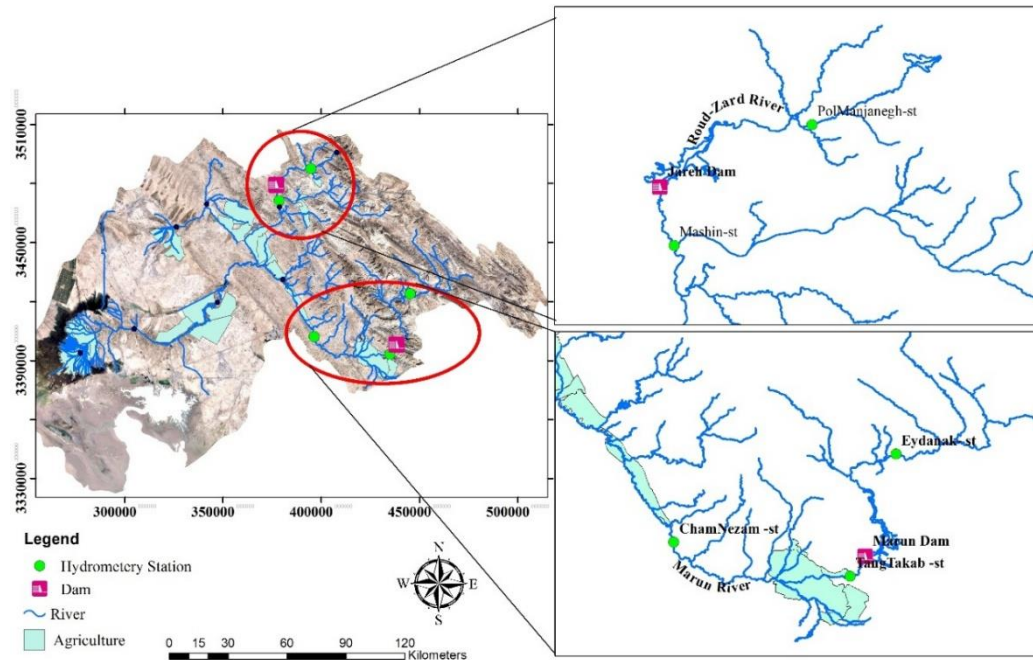 3510000
3450000
3390000
3330000
300000
350000
400000
450000
500000
Legend
Hydrometery Station
Dam
River
Agriculture
N
W
E
S
0
15
30
60
90
120
Kilometers
PolManjanegh-st
Roud-Zard River
Jareh Dam
Mashin-st
Eydanak- st
ChamNezam -st
Marun Dam
TangTakab -st
Marun River